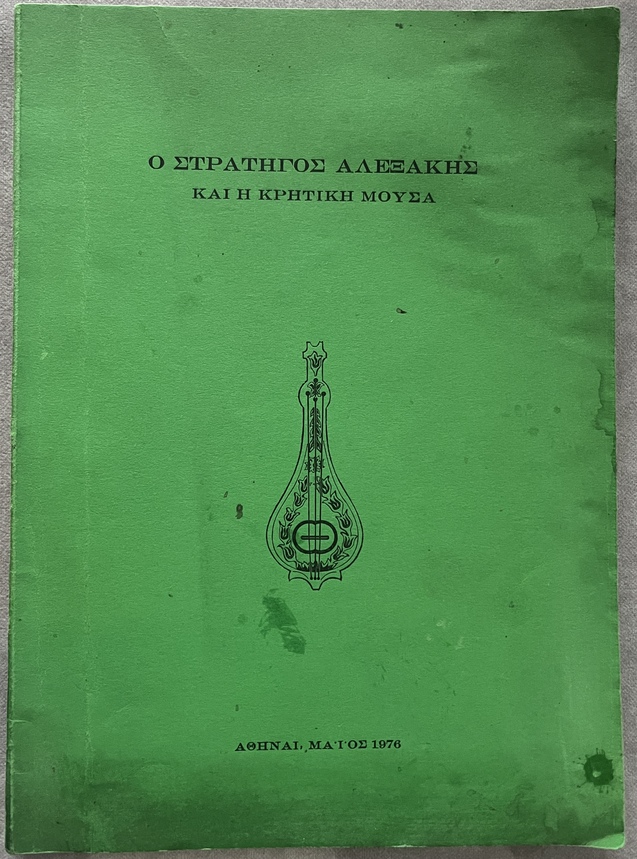 Ο ΣΤΡΑΤΗΓΟΣ ΑΛΕΞΑΚΗΣ
ΚΑΙ Η ΚΡΗΤΙΚΗ ΜΟΥΣΑ
ΑΘΗΝΑΙ, ΜΑΪΟΣ 1976